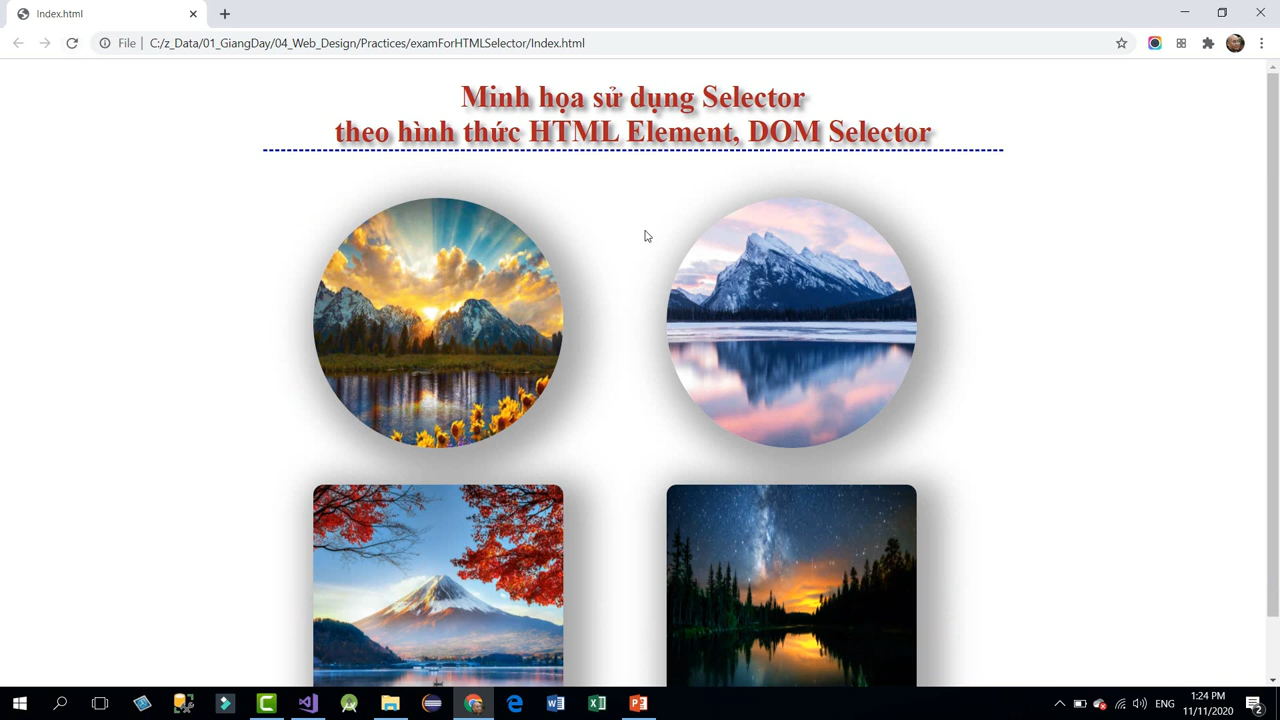 Index.html
File
C:/z_Data/01_GiangDay/04_Web_Design/Practices/examForHTMLSelector/Index.html
Minh họa sử dụng Selector
theo hình thức HTML Element, DOM Selector
ENG
1:24 PM
11/11/2020
2